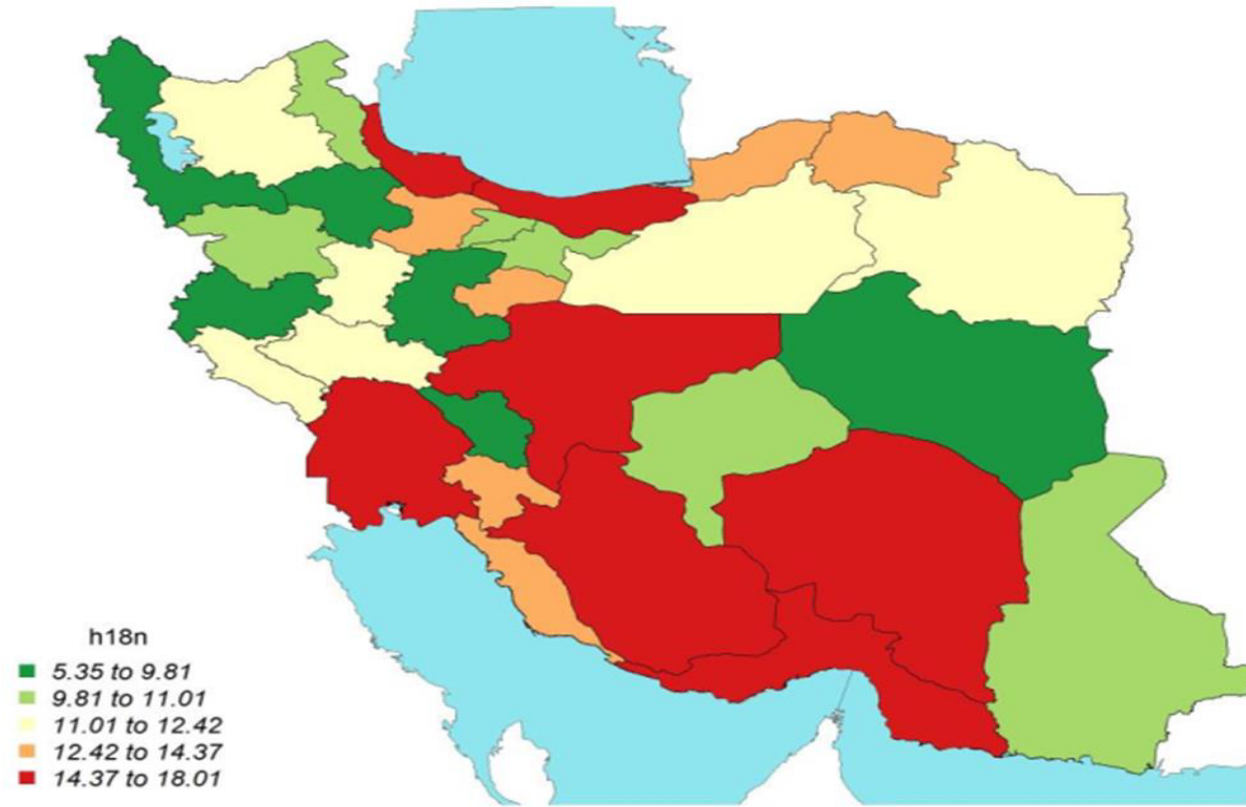 h18n
5.35 to 9.81
9.81 to 11.01
11.01 to 12.42
12.42 to 14.37
14.37 to 18.01